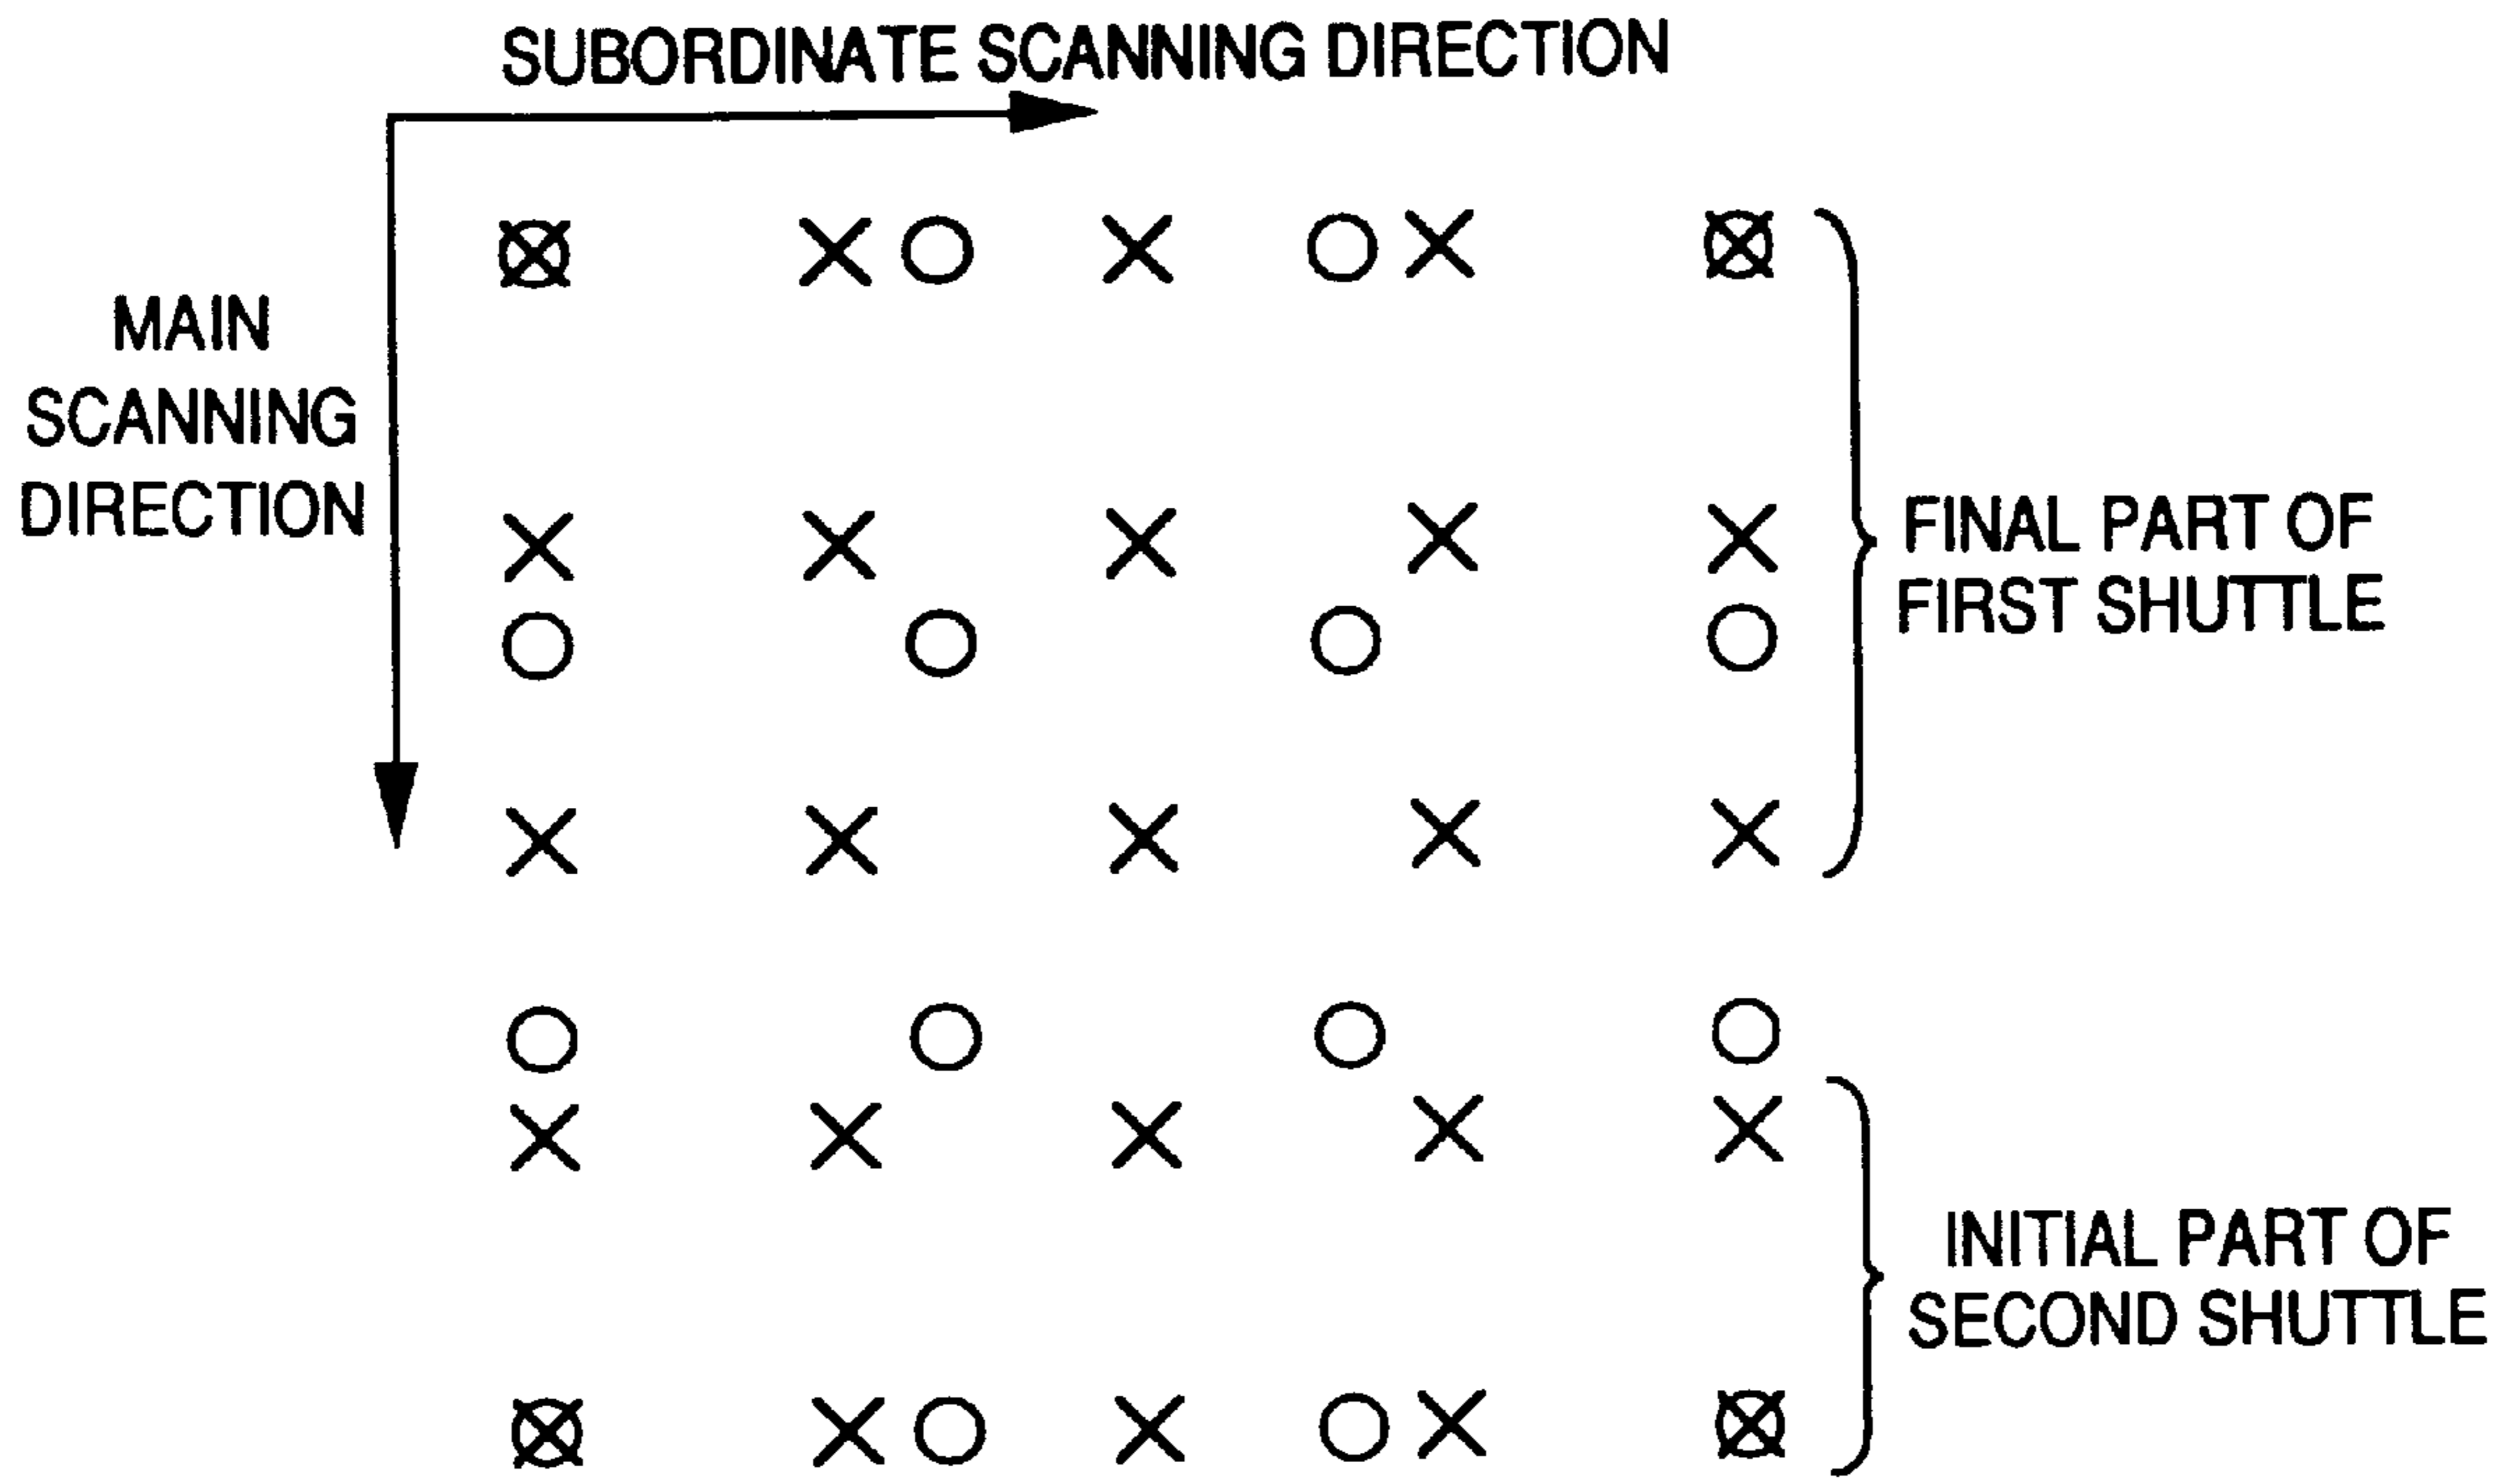 SUBORDINATE SCANNING DIRECTION
MAIN
SCANNING
DIRECTION
FINAL PART OF
FIRST SHUTTLE
INITIAL PART OF
SECOND SHUTTLE